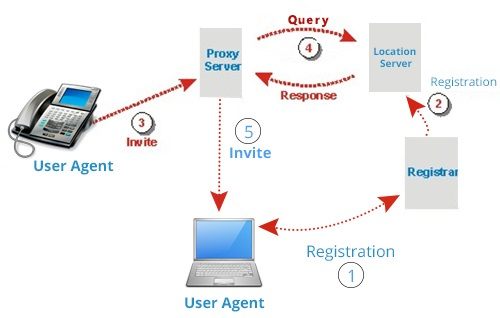 Query
4
Proxy
Server
Location
Server
Response
Registration
2
3
Invite
5
Invite
User Agent
Registrar
Registration
1
User Agent